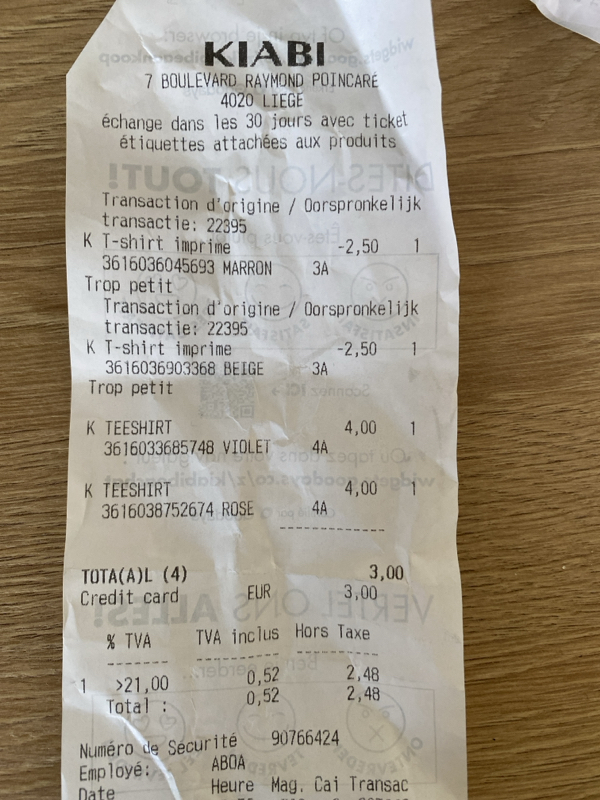 KIABI
7 BOULEVARD RAYMOND POINCARE
4020 LIEGE
échange dans les 30 jours avec ticket
étiquettes attachées aux produits
Transaction d'origine / Oorspronkelijk
transactie: 22395
K T-shirt imprime -2,50 1
3616036045693 MARRON 3A
Trop petit
Transaction d'origine / Oorspronkelijk
transactie: 22395
K T-shirt imprime -2,50 1
3616036903368 BEIGE 3A
Trop petit
K TEESHIRT 4,00 1
3616033685748 VIOLET 4A
K TEESHIRT 4,00 1
3616038752674 ROSE 4A
TOTA(A)L (4) 3,00
Credit card EUR 3,00
% TVA TVA inclus Hors Taxe
1 >21,00 0,52 2,48
Total : 0,52 2,48
Numéro de Sécurité 90766424
Employé: ABOA
Date Heure Mag. Cai Transac